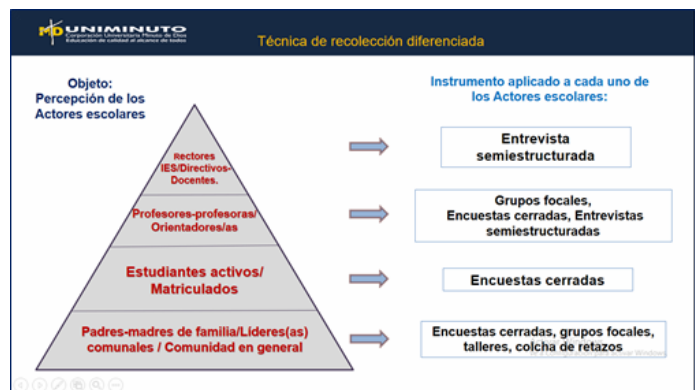 UNIMINUTO
Corporación Universitaria Minuto de Dios
Educación de calidad al alcance de todos
Técnica de recolección diferenciada
Objeto:
Percepción de los
Actores escolares
Instrumento aplicado a cada uno de
los Actores escolares:
Rectores
IES/Directivos-
Docentes.
Entrevista
semiestructurada
Profesores-profesoras/
Orientadores/as
Grupos focales,
Encuestas cerradas, Entrevistas
semiestructuradas
Estudiantes activos/
Matriculados
Encuestas cerradas
Padres-madres de familia/Líderes(as)
comunales / Comunidad en general
Encuestas cerradas, grupos focales,
talleres, colcha de retazos